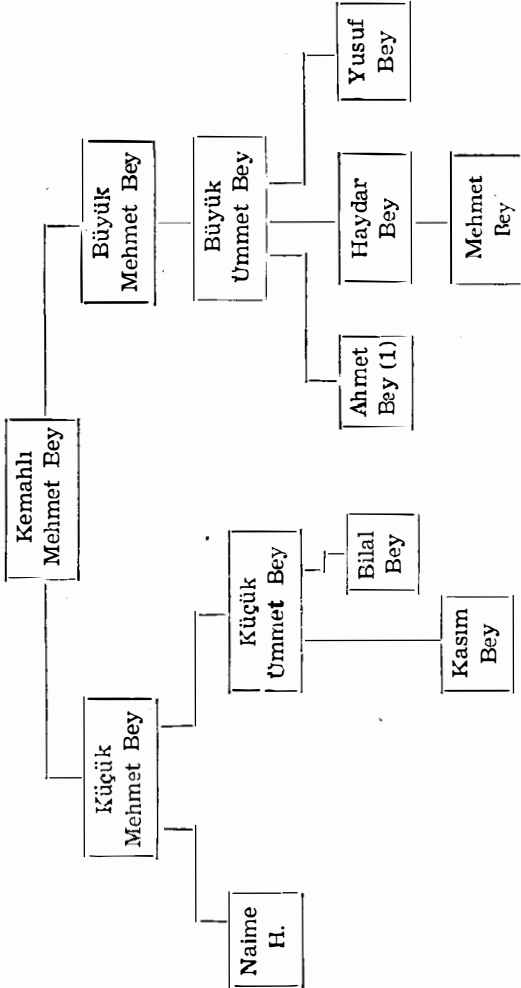 Kemahlı
Mehmet Bey
Küçük
Mehmet Bey
Büyük
Mehmet Bey
Naime
H.
Küçük
Ümmet Bey
Büyük
Ümmet Bey
Bilal
Bey
Kasım
Bey
Ahmet
Bey (1)
Haydar
Bey
Yusuf
Bey
Mehmet
Bey